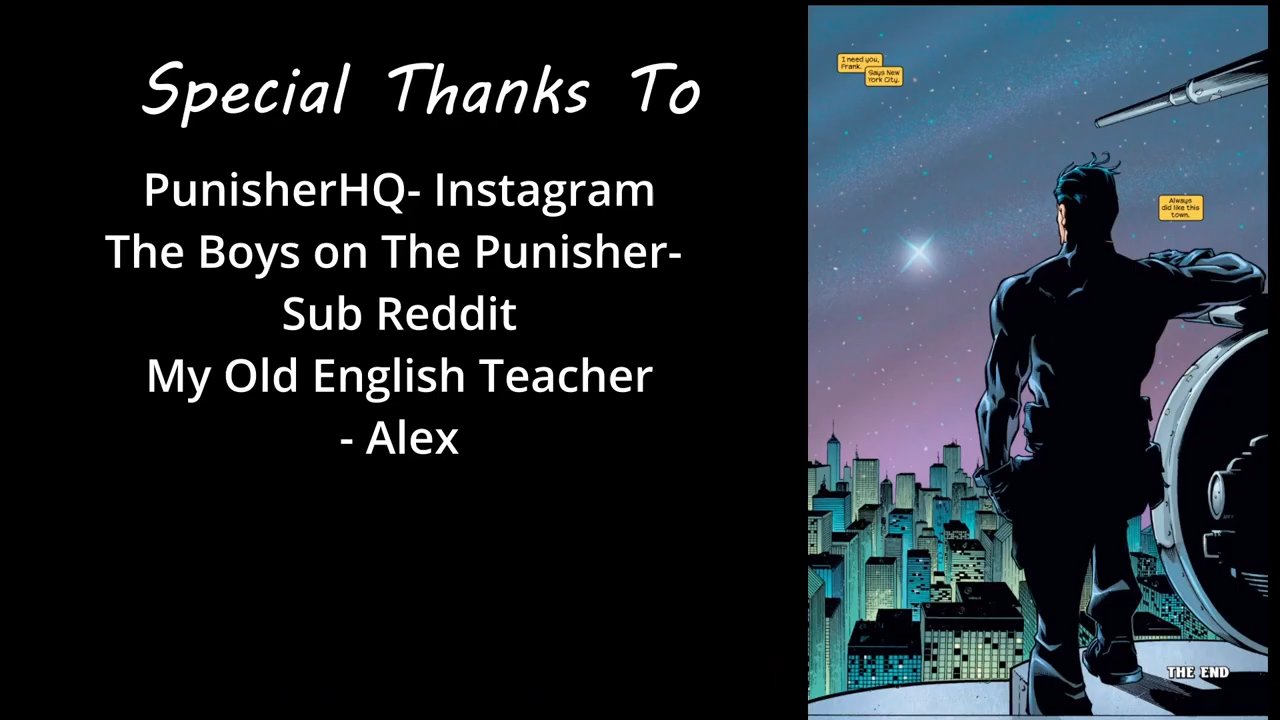 Special Thanks To
PunisherHQ- Instagram
The Boys on The Punisher-
Sub Reddit
My Old English Teacher
- Alex
I need you,
Frank.
Says New
York City.
Always
did like this
town.
THE END